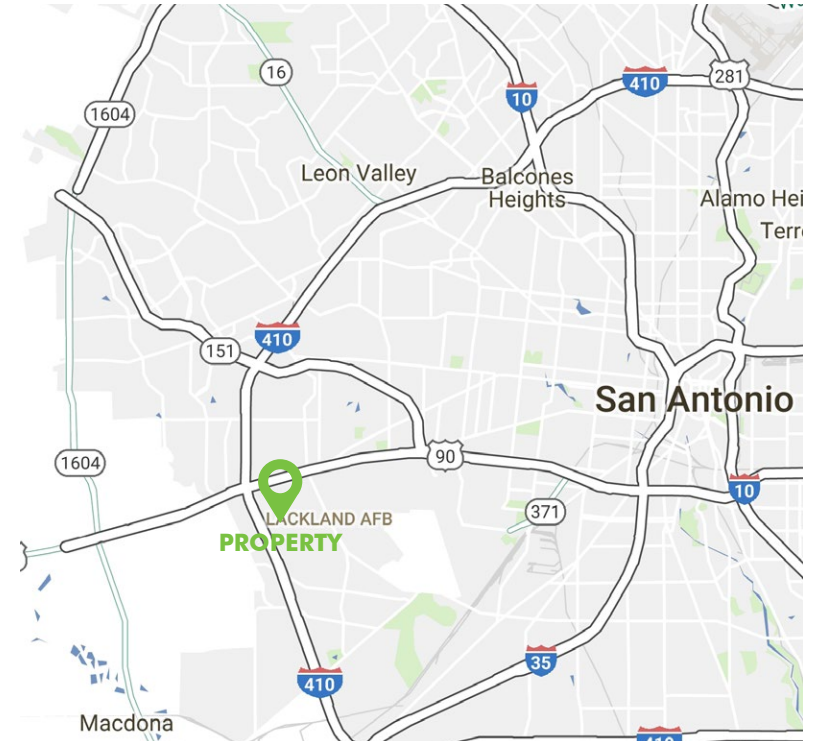 16
281
410
10
1604
Leon Valley
Balcones
Heights
Alamo Hei
Terr
410
151
San Antonio
90
1604
10
371
LACKLAND AFB
PROPERTY
35
410
Macdona
410